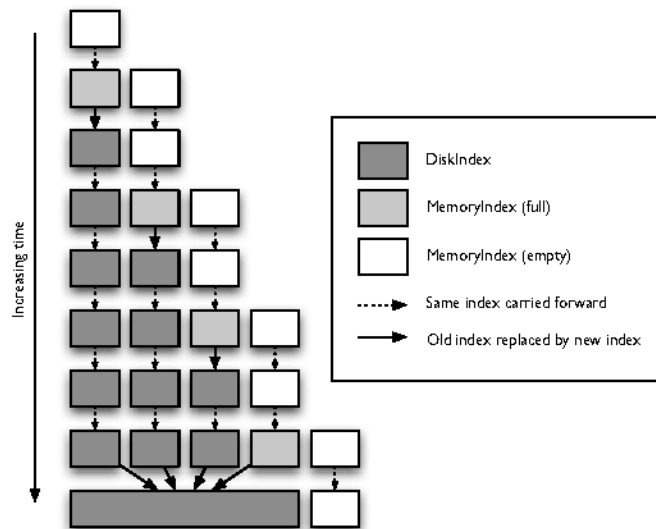 Increasing time
DiskIndex
MemoryIndex (full)
MemoryIndex (empty)
Same index carried forward
Old index replaced by new index